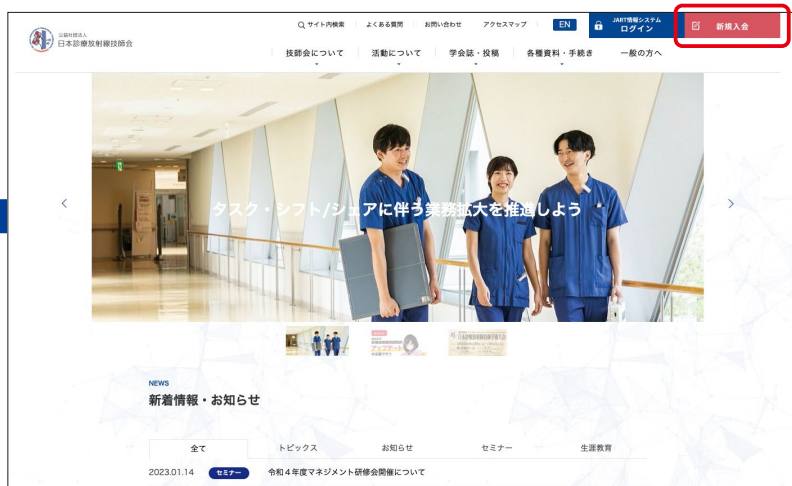 公益社団法人
日本診療放射線技師会
サイト内検索
よくある質問
お問い合わせ
アクセスマップ
EN
JART情報システム
ログイン
新規入会
技師会について
活動について
学会誌・投稿
各種資料・手続き
一般の方へ
タスク・シフト/シェアに伴う業務拡大を推進しよう
NEWS
新着情報・お知らせ
全て
トピックス
お知らせ
セミナー
生涯教育
2023.01.14 セミナー 令和４年度マネジメント研修会開催について